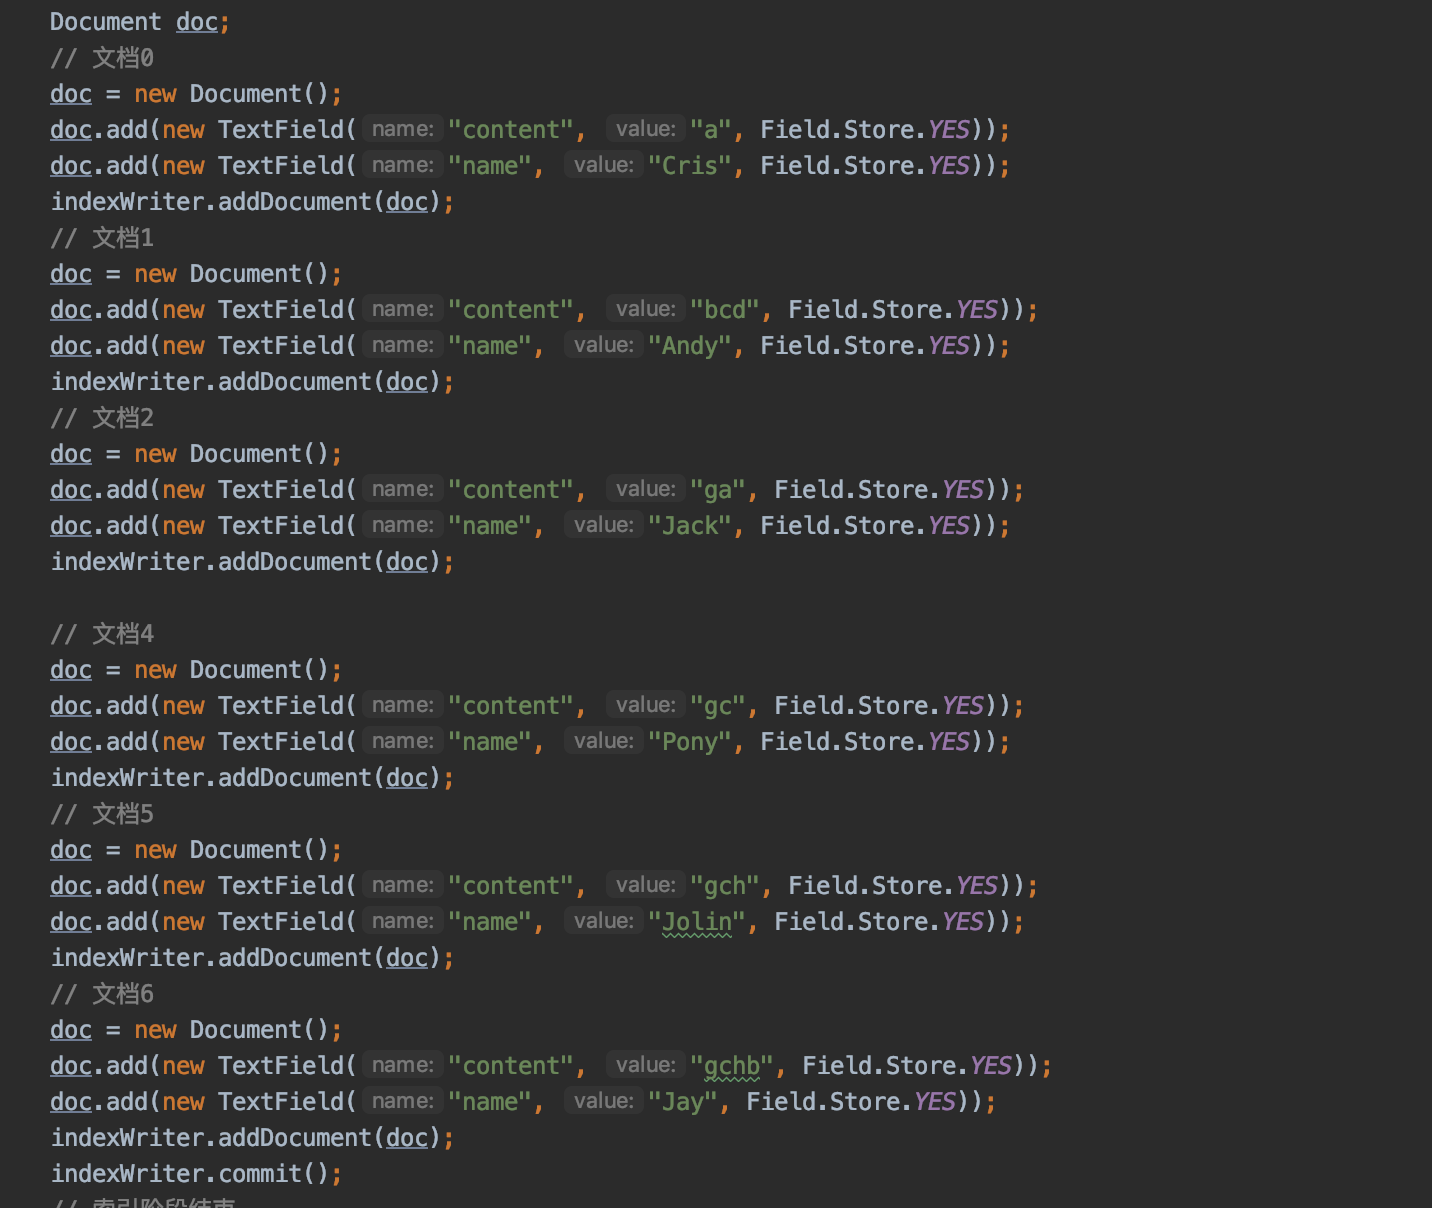 Document doc;
// 文档0
doc = new Document();
doc.add(new TextField( name: "content", value: "a", Field.Store.YES));
doc.add(new TextField( name: "name", value: "Cris", Field.Store.YES));
indexWriter.addDocument(doc);
// 文档1
doc = new Document();
doc.add(new TextField( name: "content", value: "bcd", Field.Store.YES));
doc.add(new TextField( name: "name", value: "Andy", Field.Store.YES));
indexWriter.addDocument(doc);
// 文档2
doc = new Document();
doc.add(new TextField( name: "content", value: "ga", Field.Store.YES));
doc.add(new TextField( name: "name", value: "Jack", Field.Store.YES));
indexWriter.addDocument(doc);
// 文档4
doc = new Document();
doc.add(new TextField( name: "content", value: "gc", Field.Store.YES));
doc.add(new TextField( name: "name", value: "Pony", Field.Store.YES));
indexWriter.addDocument(doc);
// 文档5
doc = new Document();
doc.add(new TextField( name: "content", value: "gch", Field.Store.YES));
doc.add(new TextField( name: "name", value: "Jolin", Field.Store.YES));
indexWriter.addDocument(doc);
// 文档6
doc = new Document();
doc.add(new TextField( name: "content", value: "gchb", Field.Store.YES));
doc.add(new TextField( name: "name", value: "Jay", Field.Store.YES));
indexWriter.addDocument(doc);
indexWriter.commit();
// 索引阶段结束